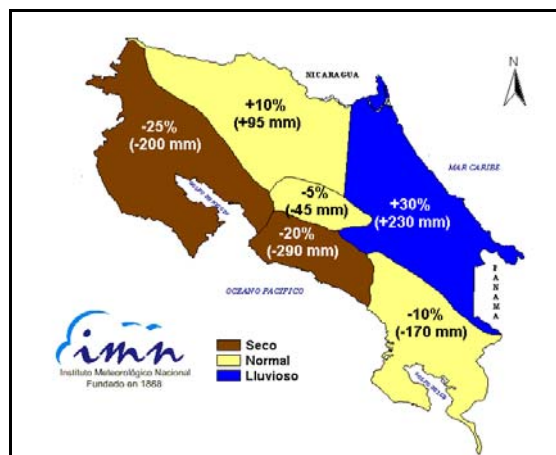 NICARAGUA
N
+10%
(+95 mm)
-25%
(-200 mm)
MAR CARIBE
-5%
(-45 mm)
+30%
(+230 mm)
-20%
(-290 mm)
OCEANO PACIFICO
PANAMA
-10%
(-170 mm)
imn
Instituto Meteorológico Nacional
Fundado en 1888
Seco
Normal
Lluvioso